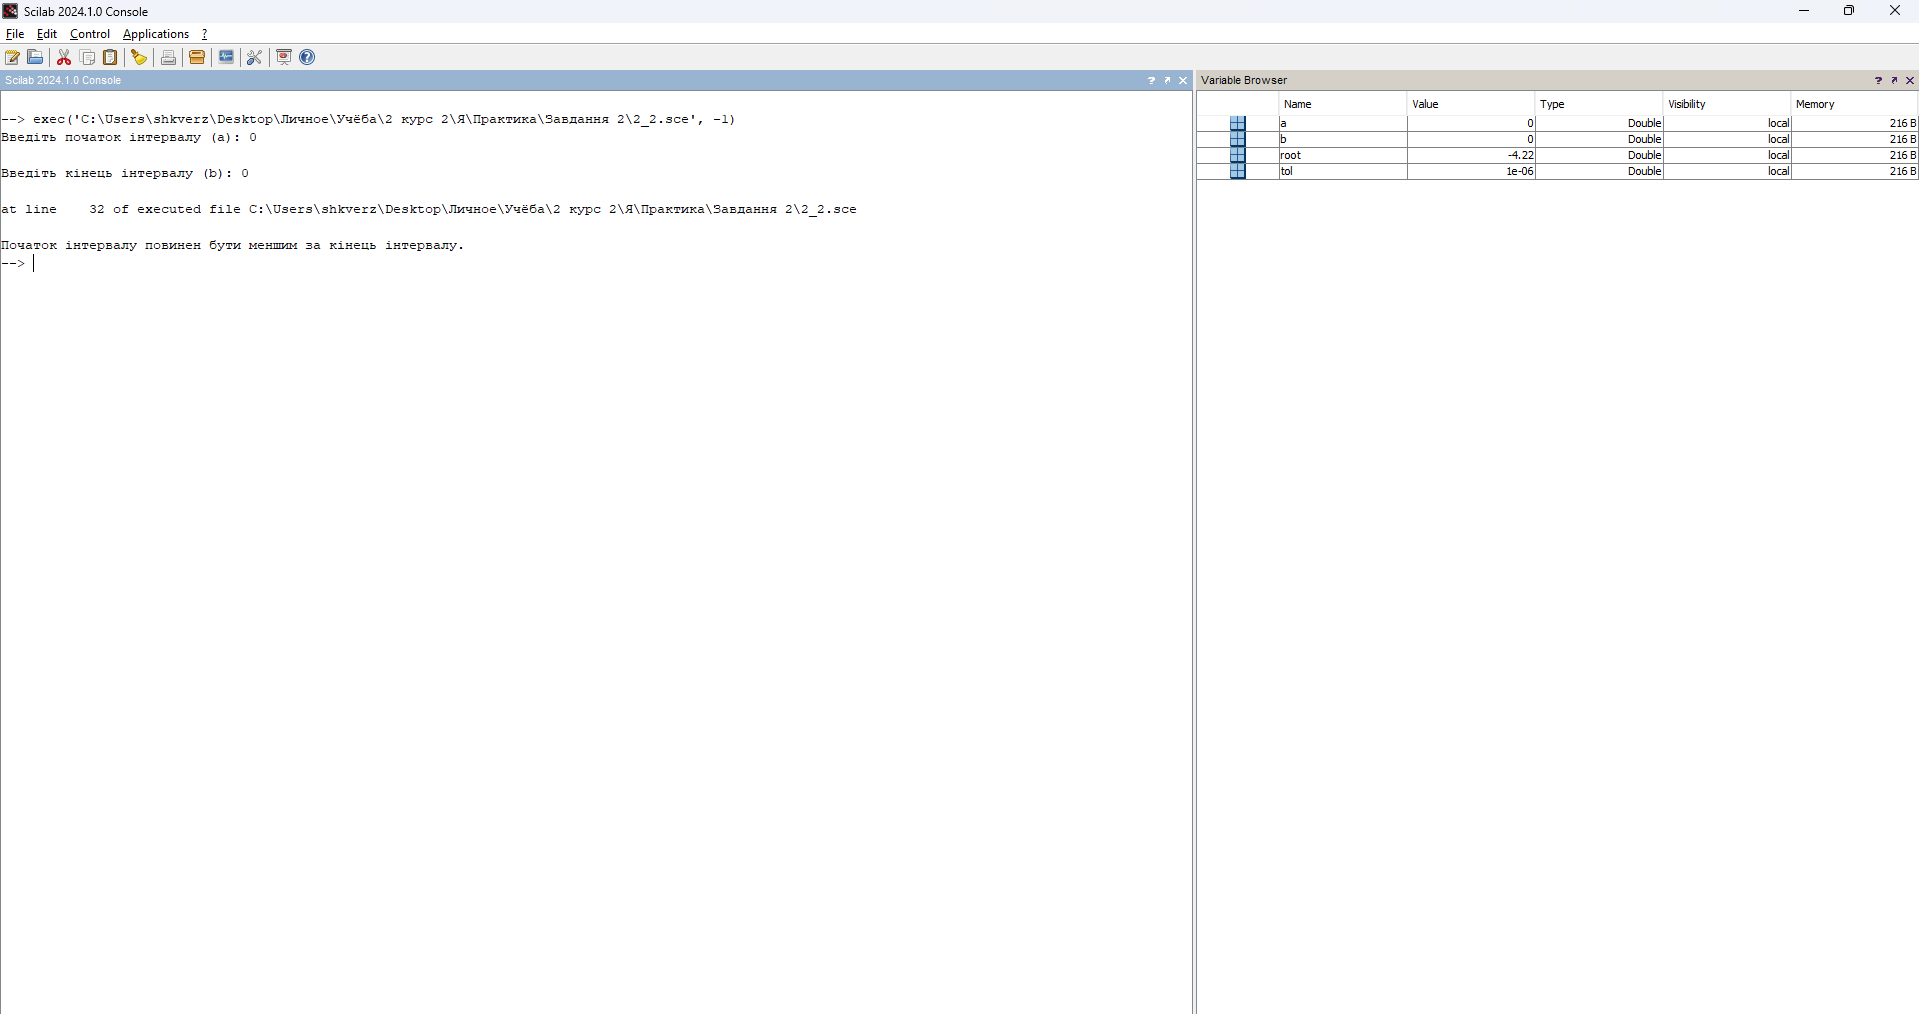 Scilab 2024.1.0 Console
File Edit Control Applications ?
Scilab 2024.1.0 Console
--> exec('C:\Users\shkverz\Desktop\Личное\Учёба\2 курс 2\Я\Практика\Завдання 2\2_2.sce', -1)
Введіть початок інтервалу (a): 0
Введіть кінець інтервалу (b): 0
at line    32 of executed file C:\Users\shkverz\Desktop\Личное\Учёба\2 курс 2\Я\Практика\Завдання 2\2_2.sce
Початок інтервалу повинен бути меншим за кінець інтервалу.
-->
Variable Browser
Name Value Type Visibility Memory
a 0 Double local 216 B
b 0 Double local 216 B
root -4.22 Double local 216 B
tol 1e-06 Double local 216 B